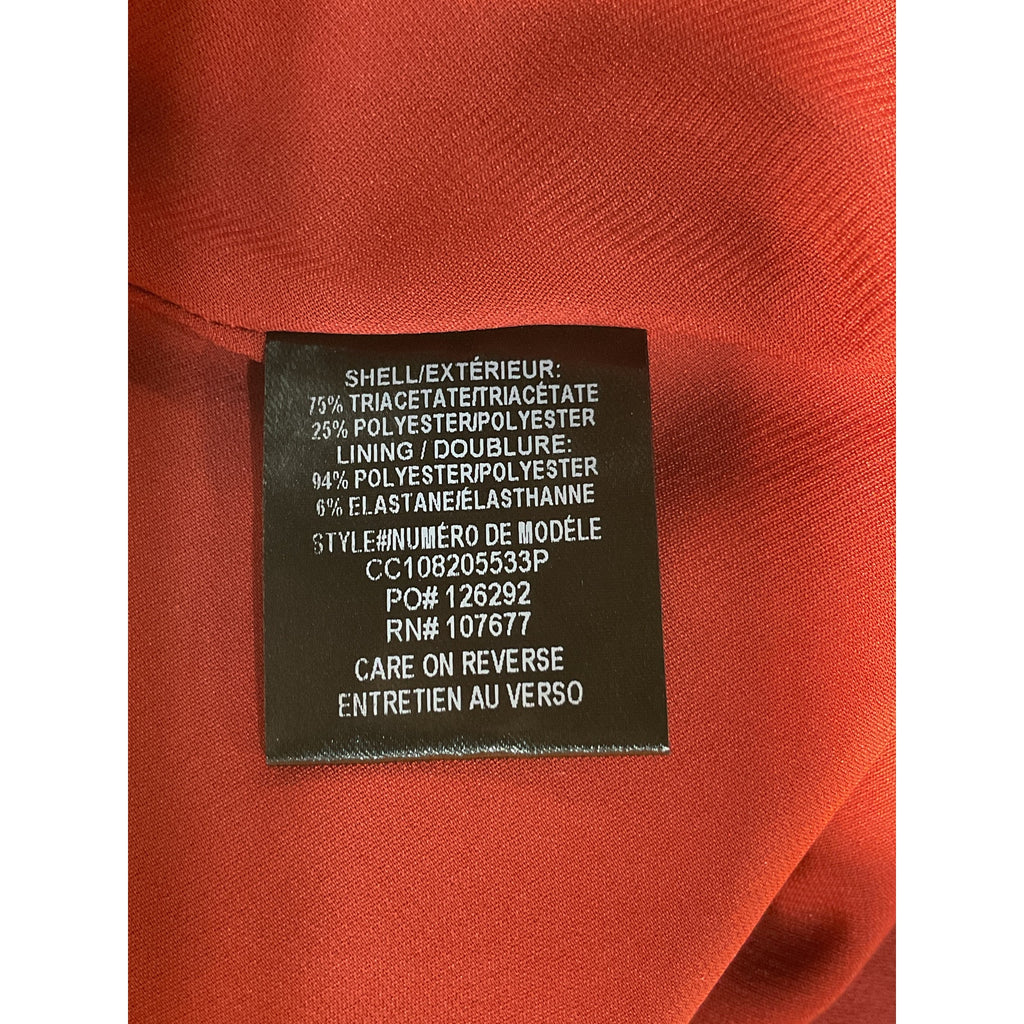 SHELL/EXTÉRIEUR:
75% TRIACETATE/TRIACÉTATE
25% POLYESTER/POLYESTER
LINING / DOUBLURE:
94% POLYESTER/POLYESTER
6% ELASTANE/ÉLASTHANNE
STYLE#/NUMÉRO DE MODÉLE
CC108205533P
PO# 126292
RN# 107677
CARE ON REVERSE
ENTRETIEN AU VERSO